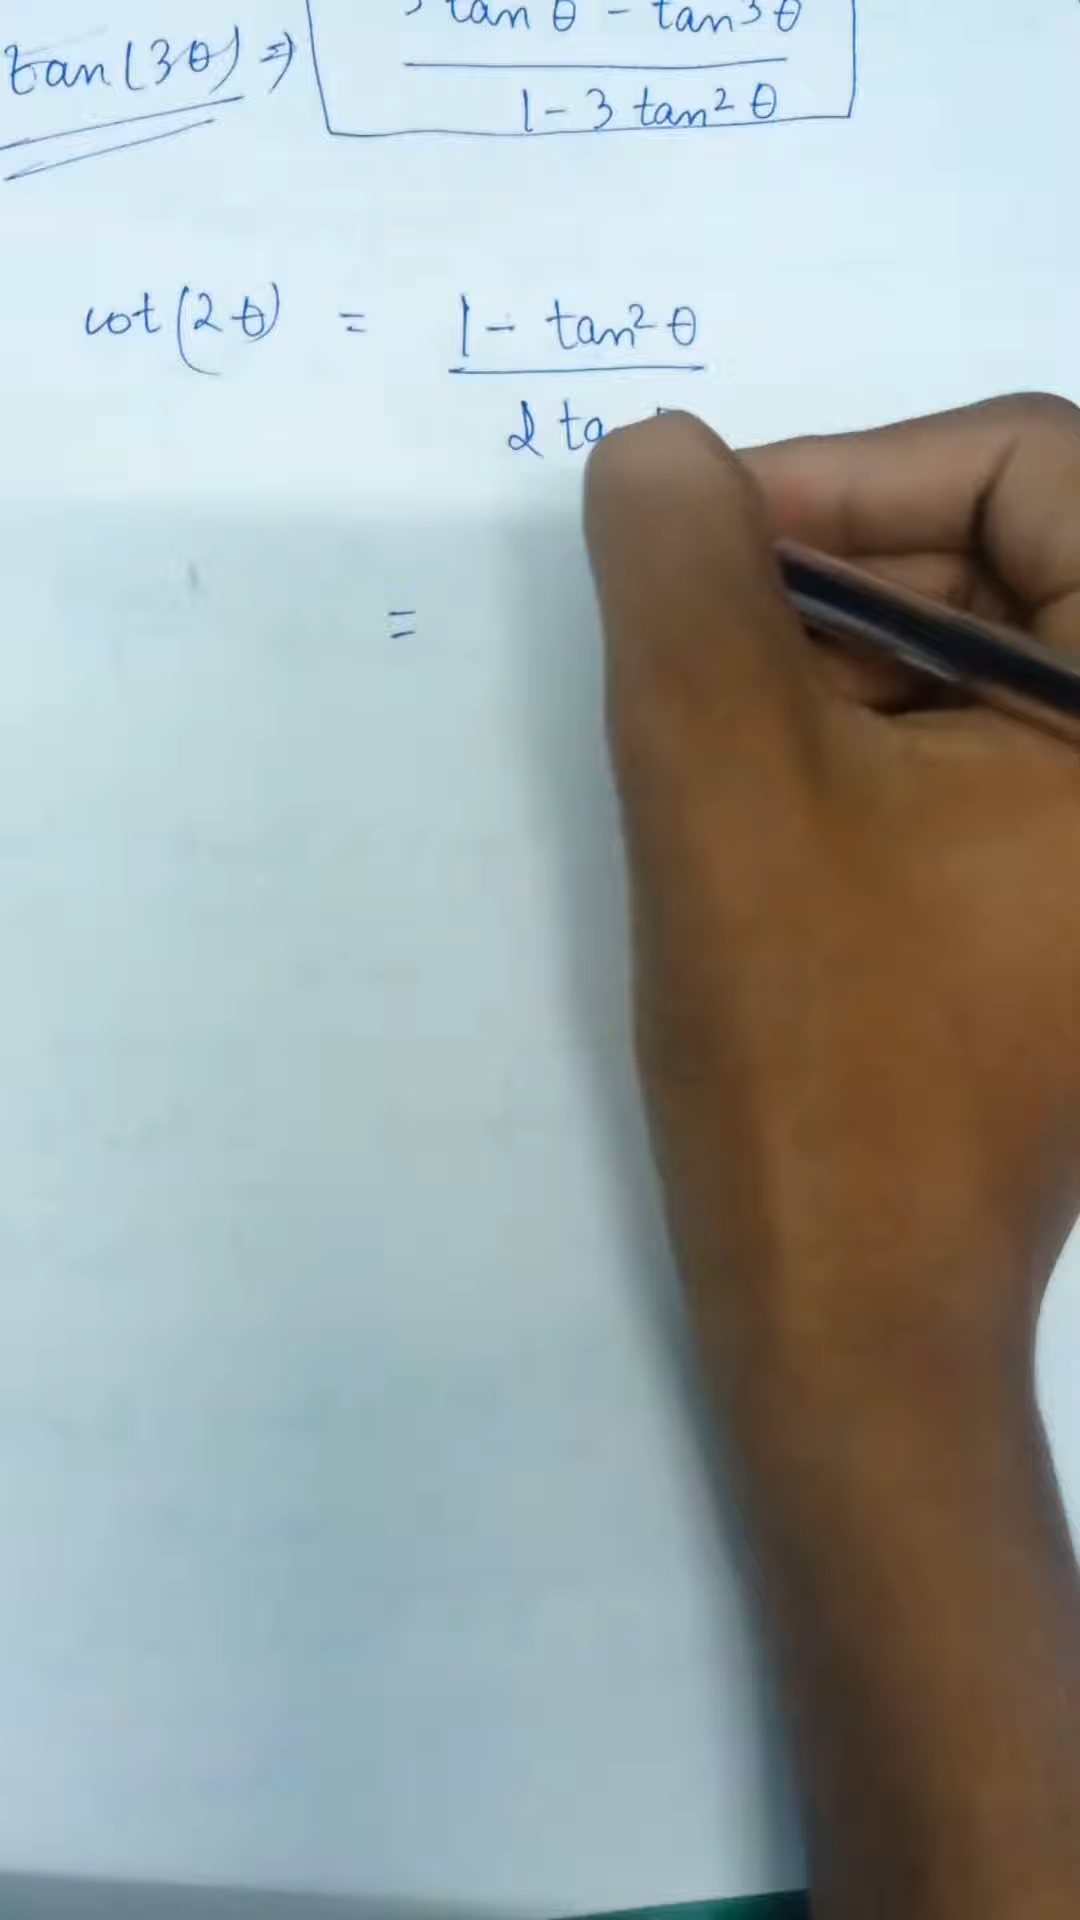 tan(3θ) ⇒ tan θ - tan³θ / 1 - 3 tan²θ
cot(2θ) = 1 - tan²θ / 2 ta
=